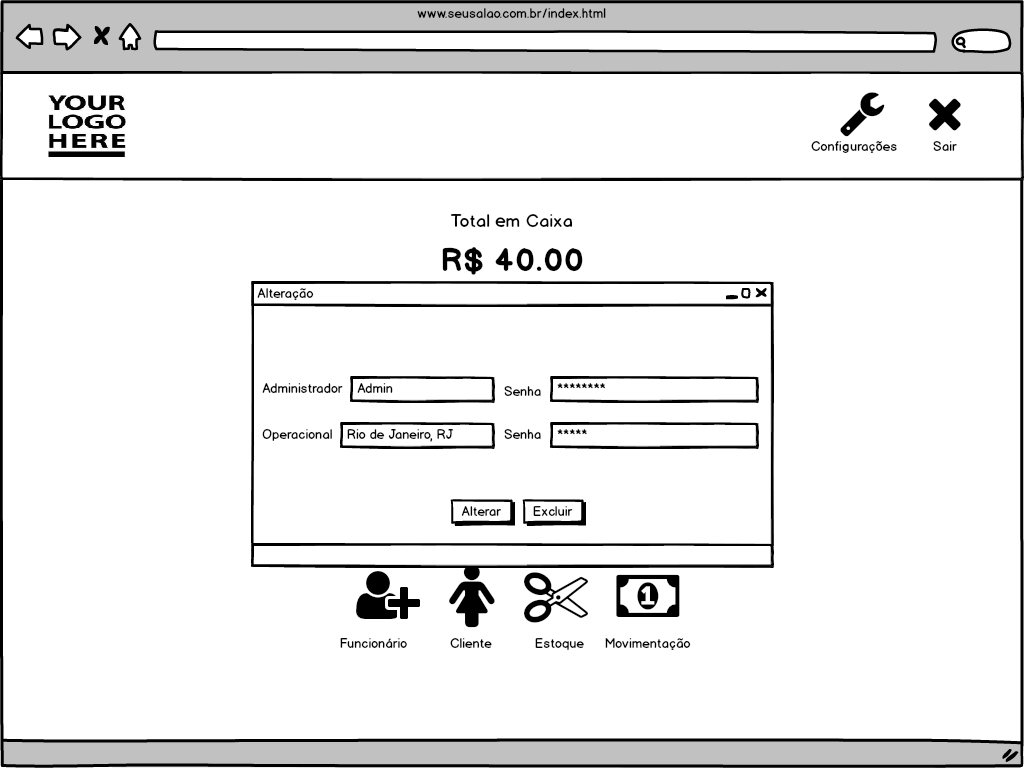 www.seusalao.com.br/index.html
YOUR
LOGO
HERE
Configurações
Sair
Total em Caixa
R$ 40.00
Alteração
Administrador Admin Senha ********
Operacional Rio de Janeiro, RJ Senha *****
Alterar Excluir
1
Funcionário Cliente Estoque Movimentação